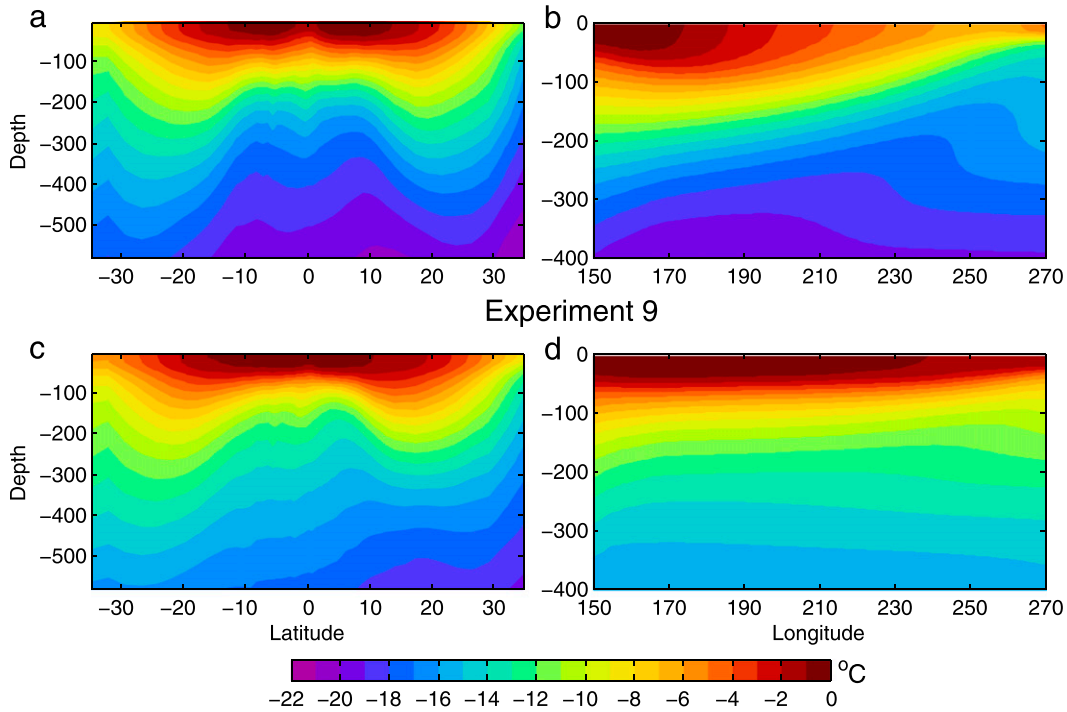 a
b
Depth
−100
−200
−300
−400
−500
−30 −20 −10 0 10 20 30
0
−100
−200
−300
−400
150 170 190 210 230 250 270
Experiment 9
c
d
Depth
−100
−200
−300
−400
−500
−30 −20 −10 0 10 20 30
Latitude
0
−100
−200
−300
−400
150 170 190 210 230 250 270
Longitude
−22 −20 −18 −16 −14 −12 −10 −8 −6 −4 −2 0
oC